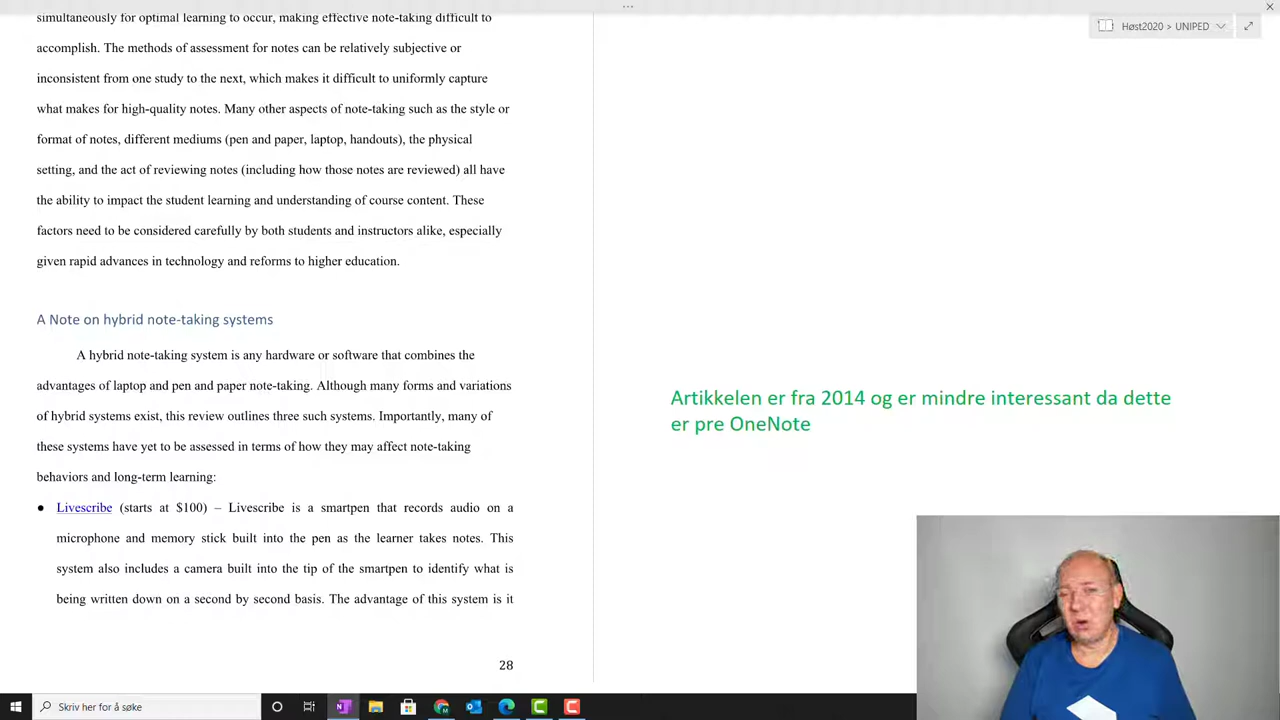 simultaneously for optimal learning to occur, making effective note-taking difficult to
accomplish. The methods of assessment for notes can be relatively subjective or
inconsistent from one study to the next, which makes it difficult to uniformly capture
what makes for high-quality notes. Many other aspects of note-taking such as the style or
format of notes, different mediums (pen and paper, laptop, handouts), the physical
setting, and the act of reviewing notes (including how those notes are reviewed) all have
the ability to impact the student learning and understanding of course content. These
factors need to be considered carefully by both students and instructors alike, especially
given rapid advances in technology and reforms to higher education.
A Note on hybrid note-taking systems
A hybrid note-taking system is any hardware or software that combines the
advantages of laptop and pen and paper note-taking. Although many forms and variations
of hybrid systems exist, this review outlines three such systems. Importantly, many of
these systems have yet to be assessed in terms of how they may affect note-taking
behaviors and long-term learning:
● Livescribe (starts at $100) – Livescribe is a smartpen that records audio on a
microphone and memory stick built into the pen as the learner takes notes. This
system also includes a camera built into the tip of the smartpen to identify what is
being written down on a second by second basis. The advantage of this system is it
28
Høst2020 > UNIPED
Artikkelen er fra 2014 og er mindre interessant da dette
er pre OneNote
Skriv her for å søke